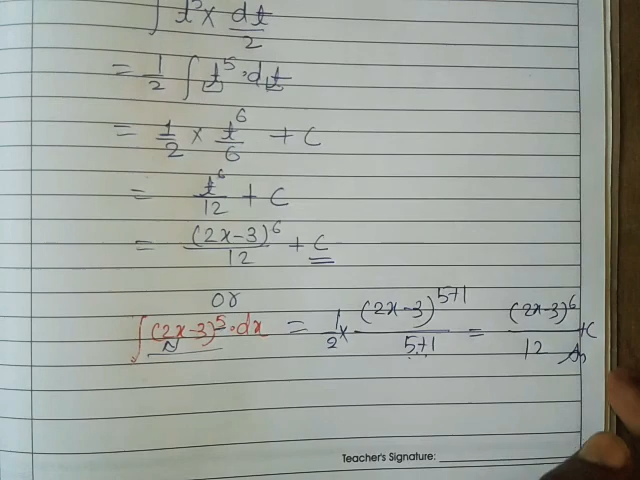 ∫ t⁵ × dt/2
= 1/2 ∫ t⁵ · dt
= 1/2 × t⁶/6 + C
= t⁶/12 + C
= (2x-3)⁶/12 + C
or
∫ (2x-3)⁵ · dx = 1/2 × (2x-3)⁵⁺¹/5+1 = (2x-3)⁶/12 + C
Teacher's Signature: